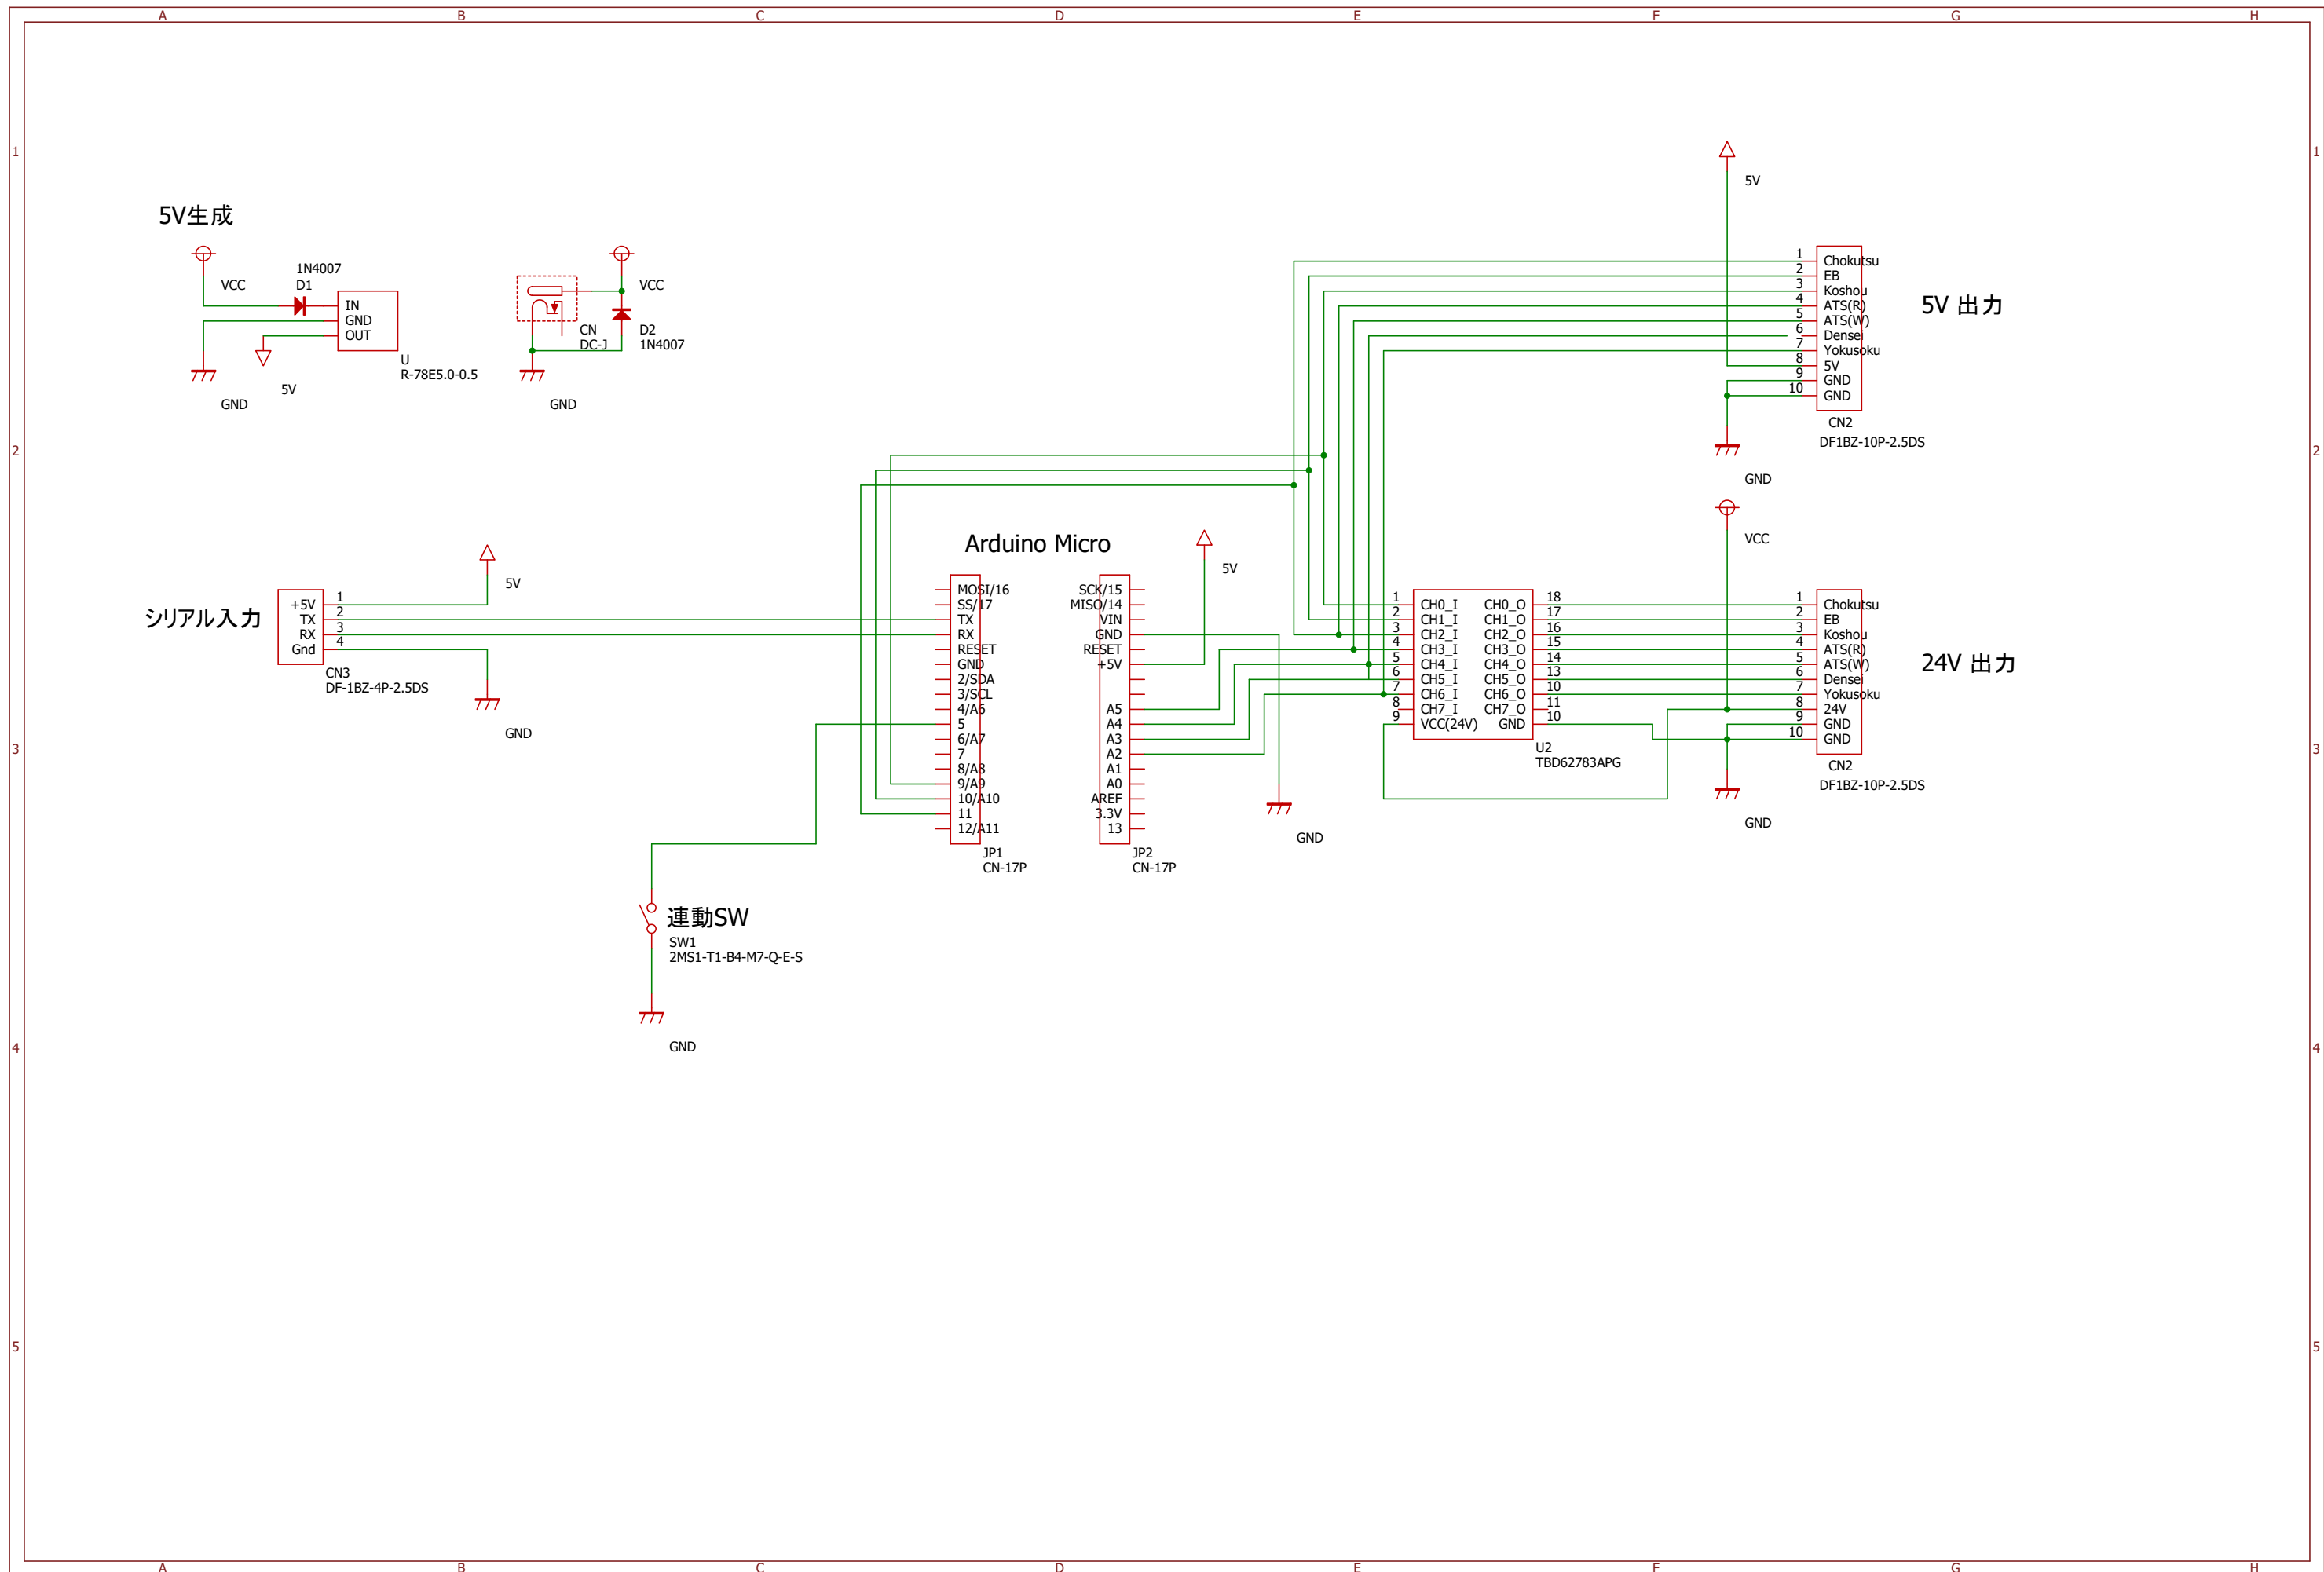 A B C D E F G H
1 1
5V生成
VCC
1N4007
D1
IN
GND
OUT
U
R-78E5.0-0.5
5V
GND
VCC
CN
DC-J
D2
1N4007
GND
5V
1 Chokutsu
2 EB
3 Koshou
4 ATS(R)
5 ATS(W)
6 Densei
7 Yokusoku
8 5V
9 GND
10 GND
CN2
DF1BZ-10P-2.5DS
5V 出力
GND
2 2
シリアル入力
+5V 1
TX 2
RX 3
Gnd 4
CN3
DF-1BZ-4P-2.5DS
5V
GND
Arduino Micro
MOSI/16
SS/17
TX
RX
RESET
GND
2/SDA
3/SCL
4/A6
5
6/A7
7
8/A8
9/A9
10/A10
11
12/A11
JP1
CN-17P
SCK/15
MISO/14
VIN
GND
RESET
+5V
A5
A4
A3
A2
A1
A0
AREF
3.3V
13
JP2
CN-17P
5V
GND
1 CH0_I CH0_O 18
2 CH1_I CH1_O 17
3 CH2_I CH2_O 16
4 CH3_I CH3_O 15
5 CH4_I CH4_O 14
6 CH5_I CH5_O 13
7 CH6_I CH6_O 10
8 CH7_I CH7_O 11
9 VCC(24V) GND 10
U2
TBD62783APG
VCC
1 Chokutsu
2 EB
3 Koshou
4 ATS(R)
5 ATS(W)
6 Densei
7 Yokusoku
8 24V
9 GND
10 GND
CN2
DF1BZ-10P-2.5DS
24V 出力
GND
3 3
連動SW
SW1
2MS1-T1-B4-M7-Q-E-S
GND
4 4
5 5
A B C D E F G H